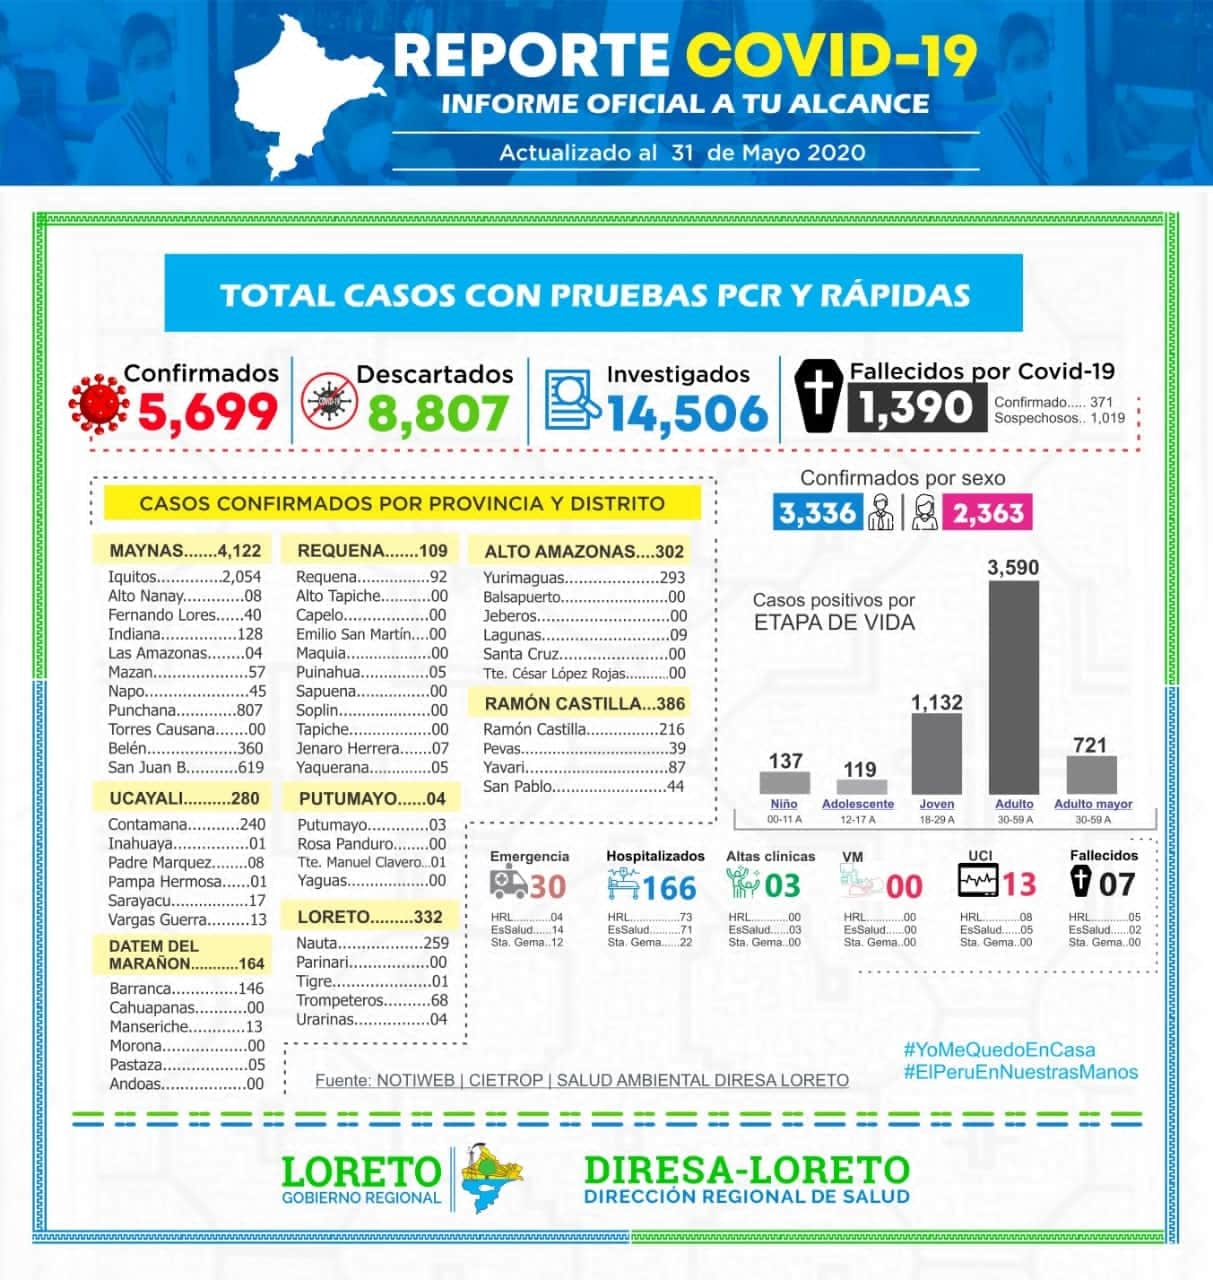 REPORTE COVID-19
INFORME OFICIAL A TU ALCANCE
Actualizado al 31 de Mayo 2020
TOTAL CASOS CON PRUEBAS PCR Y RÁPIDAS
Confirmados
5,699
Descartados
8,807
Investigados
14,506
Fallecidos por Covid-19
1,390
Confirmado..... 371
Sospechosos.. 1,019
CASOS CONFIRMADOS POR PROVINCIA Y DISTRITO
MAYNAS.......4,122
Iquitos..............2,054
Alto Nanay............08
Fernando Lores....40
Indiana................128
Las Amazonas.......04
Mazan...................57
Napo.....................45
Punchana............807
Torres Causana.....00
Belén...................360
San Juan B..........619
UCAYALI..........280
Contamana..........240
Inahuaya..............01
Padre Marquez......08
Pampa Hermosa....01
Sarayacu..............17
Vargas Guerra.......13
DATEM DEL
MARAÑON...........164
Barranca.............146
Cahuapanas.........00
Manseriche..........13
Morona................00
Pastaza................05
Andoas................00
REQUENA......109
Requena..............92
Alto Tapiche.........00
Capelo.................00
Emilio San Martín....00
Maquia................00
Puinahua.............05
Sapuena..............00
Soplin..................00
Tapiche................00
Jenaro Herrera......07
Yaquerana............05
PUTUMAYO......04
Putumayo............03
Rosa Panduro.......00
Tte. Manuel Clavero...01
Yaguas................00
LORETO..........332
Nauta.................259
Parinari................00
Tigre....................01
Trompeteros.........68
Urarinas...............04
ALTO AMAZONAS....302
Yurimaguas..................293
Balsapuerto..................00
Jeberos........................00
Lagunas.......................09
Santa Cruz...................00
Tte. César López Rojas...........00
RAMÓN CASTILLA...386
Ramón Castilla..............216
Pevas...........................39
Yavari...........................87
San Pablo.....................44
Confirmados por sexo
3,336
2,363
Casos positivos por
ETAPA DE VIDA
137
119
1,132
3,590
721
Niño
00-11 A
Adolescente
12-17 A
Joven
18-29 A
Adulto
30-59 A
Adulto mayor
30-59 A
Emergencia
30
HRL..........04
EsSalud.....14
Sta. Gema..12
Hospitalizados
166
HRL...........73
EsSalud......71
Sta. Gema...22
Altas clínicas
03
HRL..........00
EsSalud.....03
Sta. Gema..00
VM
00
HRL..........00
EsSalud.....00
Sta. Gema..00
UCI
13
HRL..........08
EsSalud.....05
Sta. Gema..00
Fallecidos
07
HRL..........05
EsSalud.....02
Sta. Gema..00
#YoMeQuedoEnCasa
#ElPeruEnNuestrasManos
Fuente: NOTIWEB | CIETROP | SALUD AMBIENTAL DIRESA LORETO
LORETO
GOBIERNO REGIONAL
DIRESA-LORETO
DIRECCIÓN REGIONAL DE SALUD